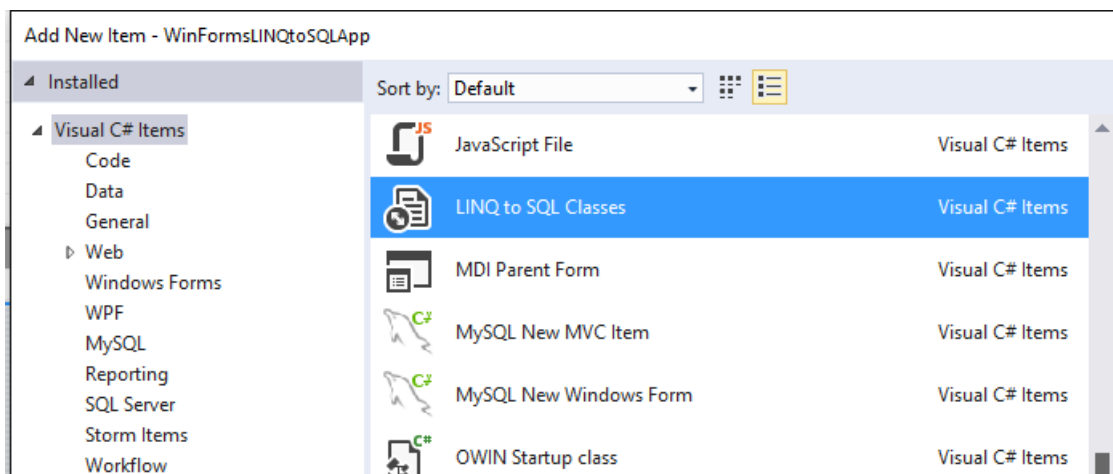 Add New Item - WinFormsLINQtoSQLApp
Installed
Sort by: Default
Visual C# Items
Code
Data
General
Web
Windows Forms
WPF
MySQL
Reporting
SQL Server
Storm Items
Workflow
JS
JavaScript File Visual C# Items
LINQ to SQL Classes Visual C# Items
MDI Parent Form Visual C# Items
C#
MySQL New MVC Item Visual C# Items
C#
MySQL New Windows Form Visual C# Items
C#
OWIN Startup class Visual C# Items